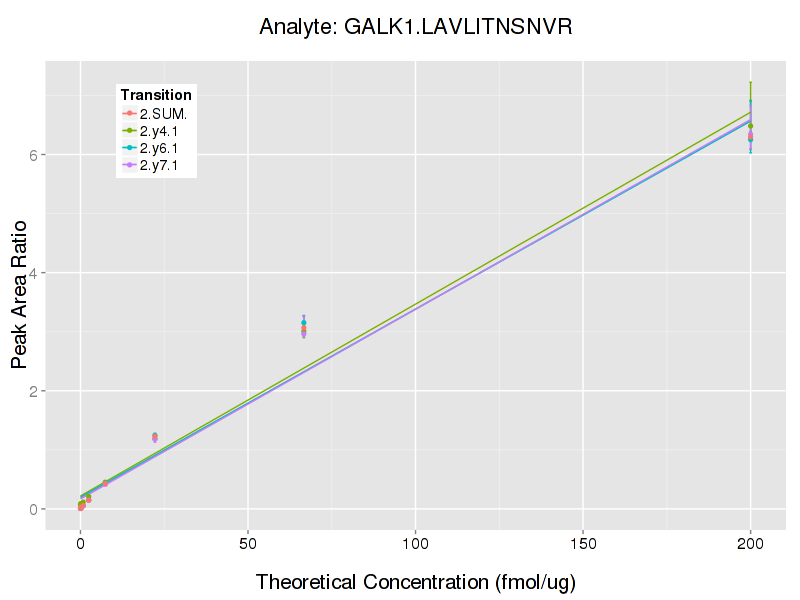 Analyte: GALK1.LAVLITNSNVR
Transition
2.SUM.
2.y4.1
2.y6.1
2.y7.1
Peak Area Ratio
6
4
2
0
0 50 100 150 200
Theoretical Concentration (fmol/ug)